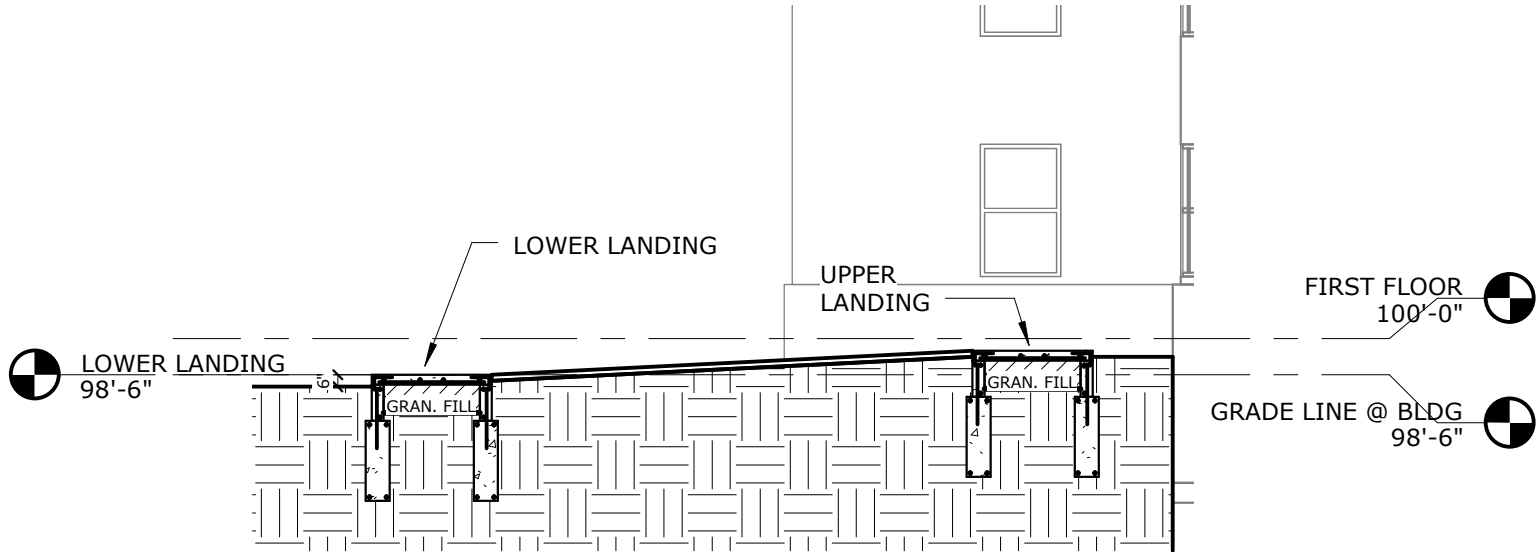 LOWER LANDING
UPPER
LANDING
FIRST FLOOR
100'-0"
LOWER LANDING
98'-6"
6"
GRAN. FILL
GRAN. FILL
GRADE LINE @ BLDG
98'-6"